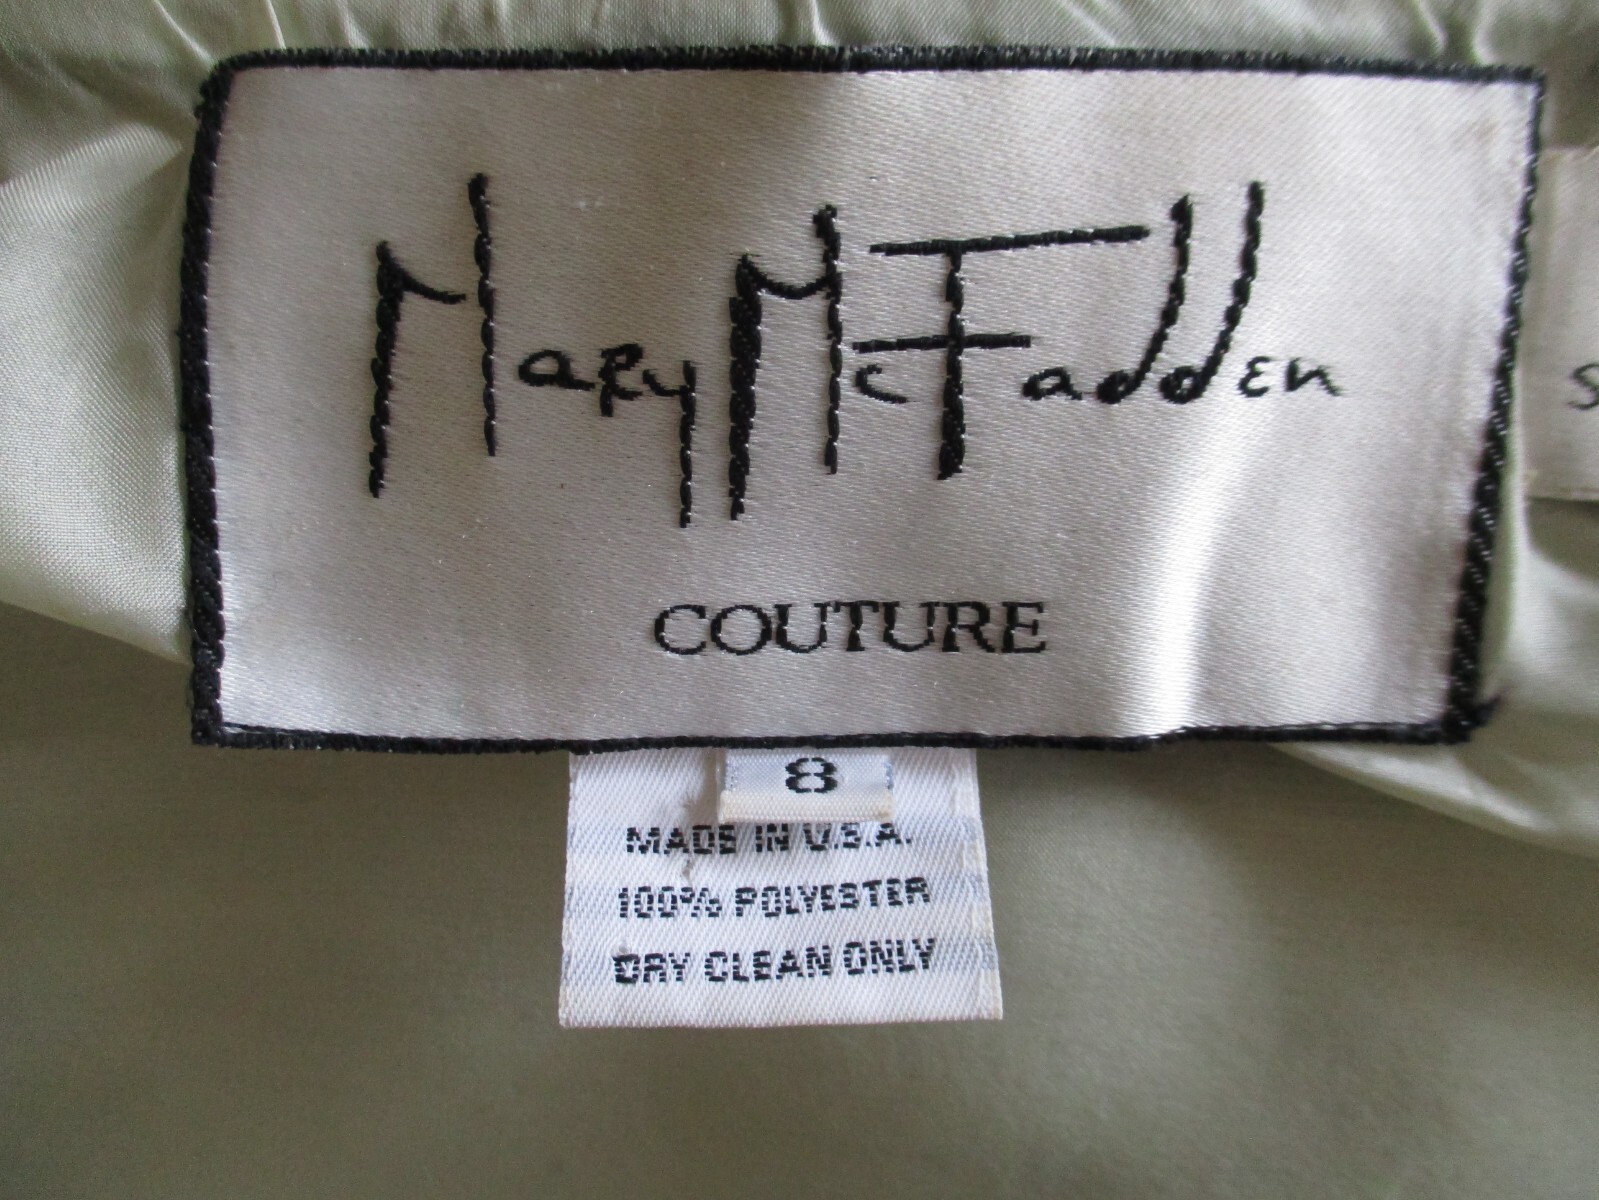 Mary McFadden
COUTURE
8
MADE IN U.S.A.
100% POLYESTER
DRY CLEAN ONLY